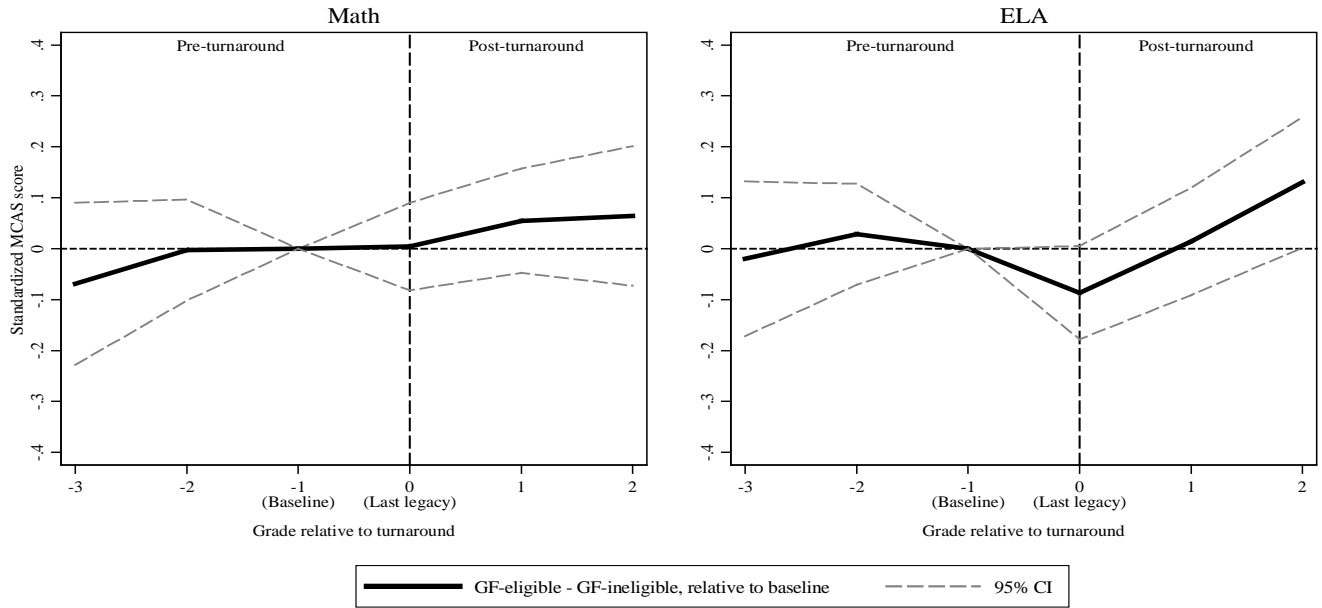 Math
Pre-turnaround
Post-turnaround
Standardized MCAS score
.4
.3
.2
.1
0
-.1
-.2
-.3
-.4
-3
-2
-1
0
1
2
(Baseline)
(Last legacy)
Grade relative to turnaround
ELA
Pre-turnaround
Post-turnaround
.4
.3
.2
.1
0
-.1
-.2
-.3
-.4
-3
-2
-1
0
1
2
(Baseline)
(Last legacy)
Grade relative to turnaround
GF-eligible - GF-ineligible, relative to baseline
95% CI